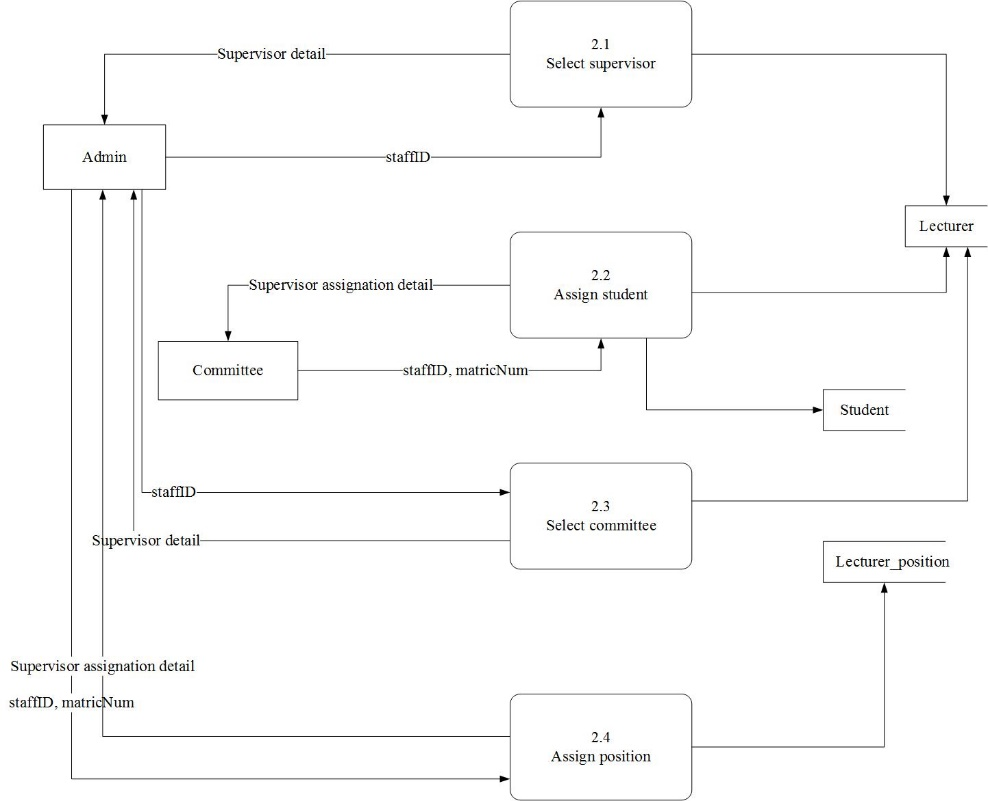 2.1
Select supervisor
Supervisor detail
Admin
staffID
Lecturer
2.2
Assign student
Supervisor assignation detail
Committee
staffID, matricNum
Student
staffID
2.3
Select committee
Supervisor detail
Lecturer_position
Supervisor assignation detail
staffID, matricNum
2.4
Assign position